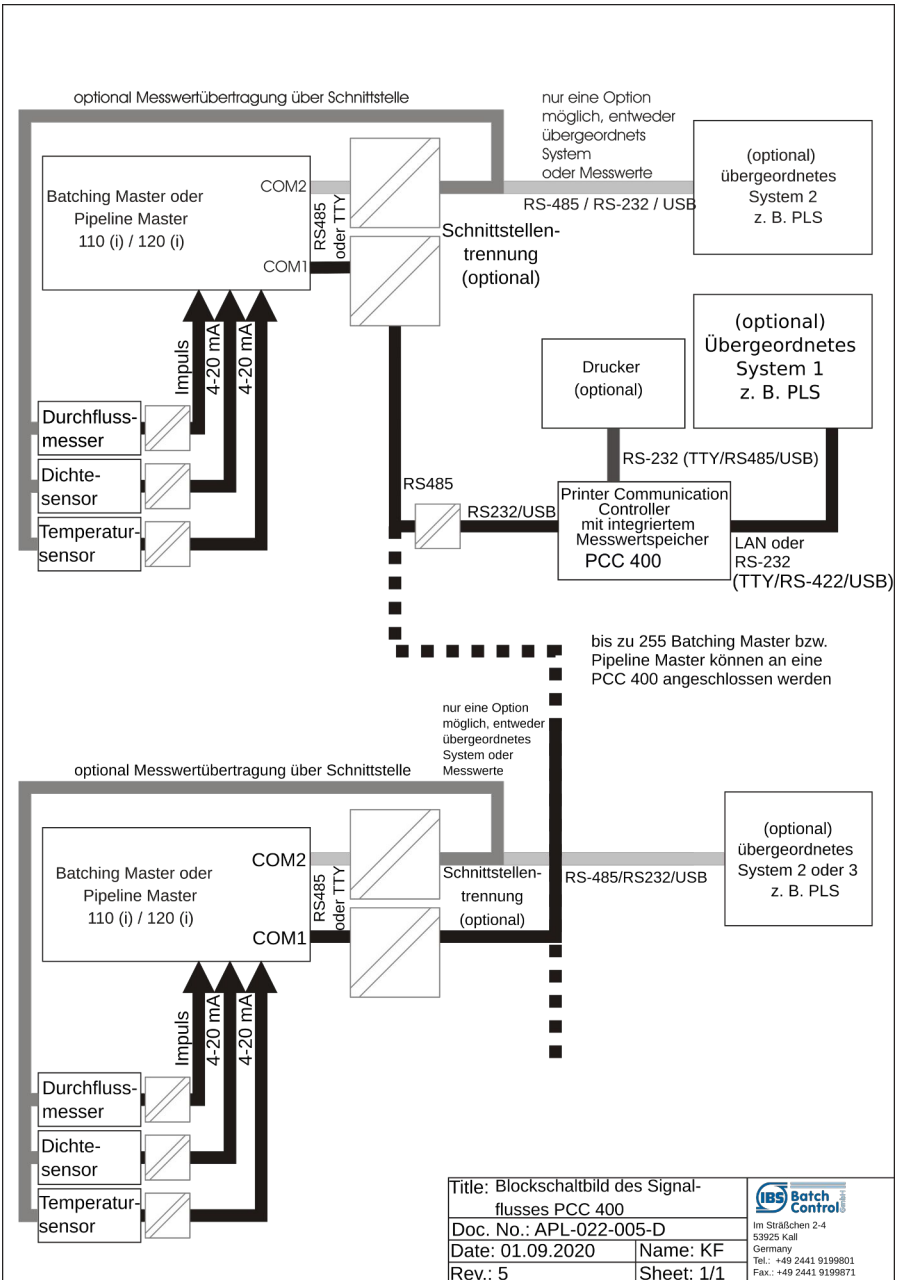 optional Messwertübertragung über Schnittstelle
nur eine Option
möglich, entweder
übergeordnets
System
oder Messwerte
(optional)
übergeordnetes
System 2
z. B. PLS
Batching Master oder
Pipeline Master
110 (i) / 120 (i)
COM2
COM1
RS485
oder TTY
RS-485 / RS-232 / USB
Schnittstellen-
trennung
(optional)
(optional)
Übergeordnetes
System 1
z. B. PLS
Drucker
(optional)
Impuls
4-20 mA
4-20 mA
Durchfluss-
messer
Dichte-
sensor
Temperatur-
sensor
RS-232 (TTY/RS485/USB)
RS485
RS232/USB
Printer Communication
Controller
mit integriertem
Messwertspeicher
PCC 400
LAN oder
RS-232
(TTY/RS-422/USB)
bis zu 255 Batching Master bzw.
Pipeline Master können an eine
PCC 400 angeschlossen werden
nur eine Option
möglich, entweder
übergeordnetes
System oder
Messwerte
optional Messwertübertragung über Schnittstelle
Batching Master oder
Pipeline Master
110 (i) / 120 (i)
COM2
COM1
RS485
oder TTY
Schnittstellen-
trennung
(optional)
RS-485/RS232/USB
(optional)
übergeordnetes
System 2 oder 3
z. B. PLS
Impuls
4-20 mA
4-20 mA
Durchfluss-
messer
Dichte-
sensor
Temperatur-
sensor
Title: Blockschaltbild des Signal-
flusses PCC 400
Doc. No.: APL-022-005-D
Date: 01.09.2020
Name: KF
Rev.: 5
Sheet: 1/1
IBS Batch
Control GmbH
Im Sträßchen 2-4
53925 Kall
Germany
Tel.: +49 2441 9199801
Fax.: +49 2441 9199871